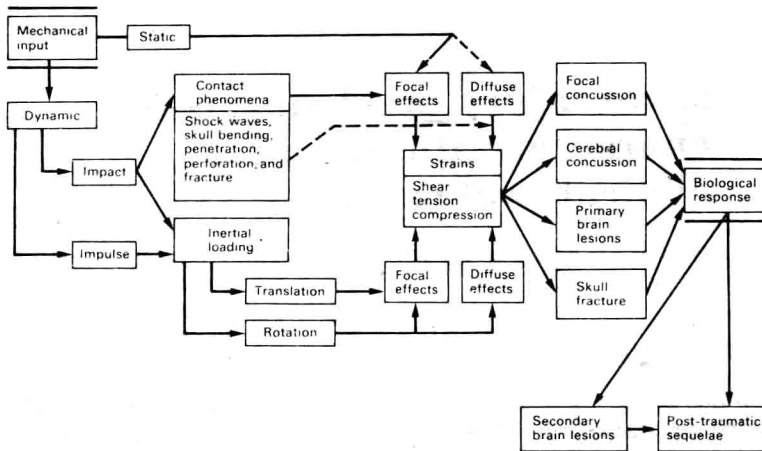 Mechanical
input
Static
Dynamic
Contact
phenomena
Shock waves,
skull bending,
penetration,
perforation, and
fracture
Impact
Impulse
Inertial
loading
Translation
Rotation
Focal
effects
Diffuse
effects
Strains
Shear
tension
compression
Focal
effects
Diffuse
effects
Focal
concussion
Cerebral
concussion
Primary
brain
lesions
Skull
fracture
Biological
response
Secondary
brain lesions
Post-traumatic
sequelae